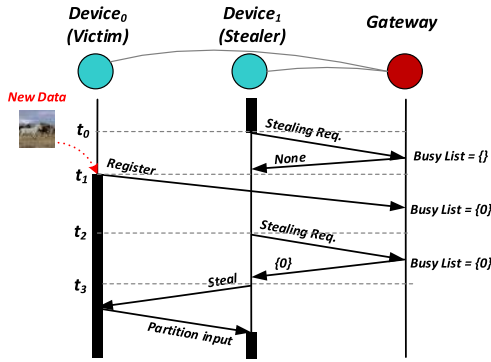 Device₀
(Victim)
Device₁
(Stealer)
Gateway
New Data
t₀
Stealing Req.
None
Busy List = {}
t₁
Register
Busy List = {0}
t₂
Stealing Req.
{0}
Busy List = {0}
t₃
Steal
Partition input